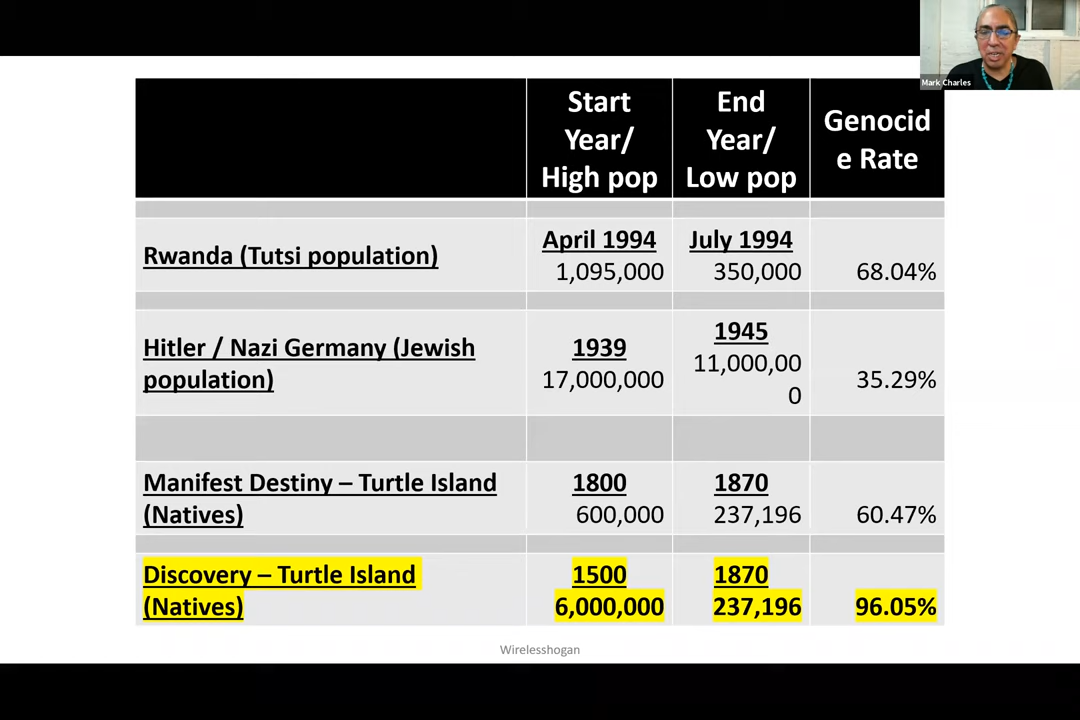 Mark Charles
Start
Year/
High pop
End
Year/
Low pop
Genocid
e Rate
Rwanda (Tutsi population)
April 1994
1,095,000
July 1994
350,000
68.04%
Hitler / Nazi Germany (Jewish
population)
1939
17,000,000
1945
11,000,00
0
35.29%
Manifest Destiny – Turtle Island
(Natives)
1800
600,000
1870
237,196
60.47%
Discovery – Turtle Island
(Natives)
1500
6,000,000
1870
237,196
96.05%
Wirelesshogan